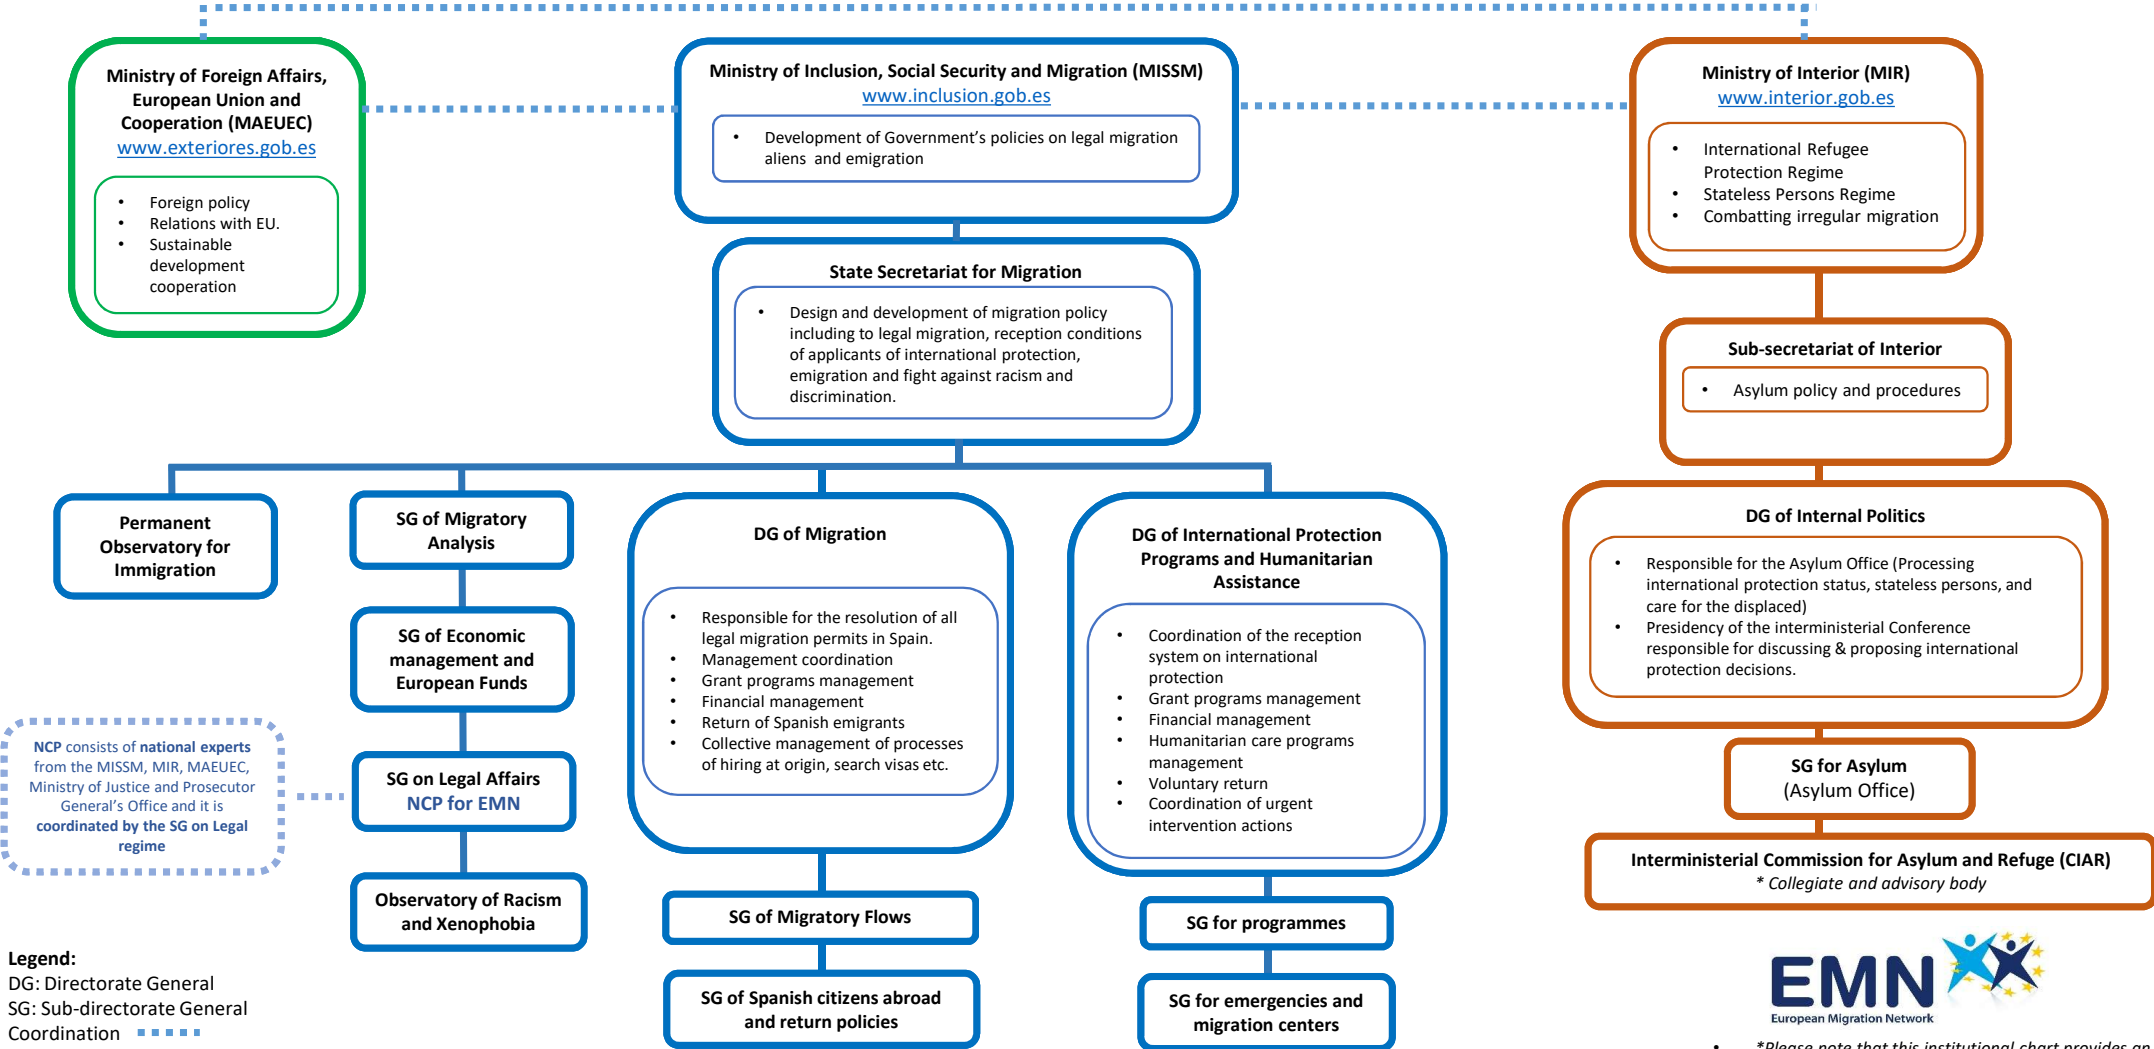 Ministry of Foreign Affairs,
European Union and
Cooperation (MAEUEC)
www.exteriores.gob.es
• Foreign policy
• Relations with EU.
• Sustainable
development
cooperation
Ministry of Inclusion, Social Security and Migration (MISSM)
www.inclusion.gob.es
• Development of Government's policies on legal migration
aliens and emigration
Ministry of Interior (MIR)
www.interior.gob.es
• International Refugee
Protection Regime
• Stateless Persons Regime
• Combatting irregular migration
State Secretariat for Migration
• Design and development of migration policy
including to legal migration, reception conditions
of applicants of international protection,
emigration and fight against racism and
discrimination.
Sub-secretariat of Interior
• Asylum policy and procedures
Permanent
Observatory for
Immigration
SG of Migratory
Analysis
SG of Economic
management and
European Funds
SG on Legal Affairs
NCP for EMN
Observatory of Racism
and Xenophobia
NCP consists of national experts
from the MISSM, MIR, MAEUEC,
Ministry of Justice and Prosecutor
General's Office and it is
coordinated by the SG on Legal
regime
DG of Migration
• Responsible for the resolution of all
legal migration permits in Spain.
• Management coordination
• Grant programs management
• Financial management
• Return of Spanish emigrants
• Collective management of processes
of hiring at origin, search visas etc.
SG of Migratory Flows
SG of Spanish citizens abroad
and return policies
DG of International Protection
Programs and Humanitarian
Assistance
• Coordination of the reception
system on international
protection
• Grant programs management
• Financial management
• Humanitarian care programs
management
• Voluntary return
• Coordination of urgent
intervention actions
SG for programmes
SG for emergencies and
migration centers
DG of Internal Politics
• Responsible for the Asylum Office (Processing
international protection status, stateless persons, and
care for the displaced)
• Presidency of the interministerial Conference
responsible for discussing & proposing international
protection decisions.
SG for Asylum
(Asylum Office)
Interministerial Commission for Asylum and Refuge (CIAR)
* Collegiate and advisory body
Legend:
DG: Directorate General
SG: Sub-directorate General
Coordination
EMN
European Migration Network
• *Please note that this institutional chart provides an